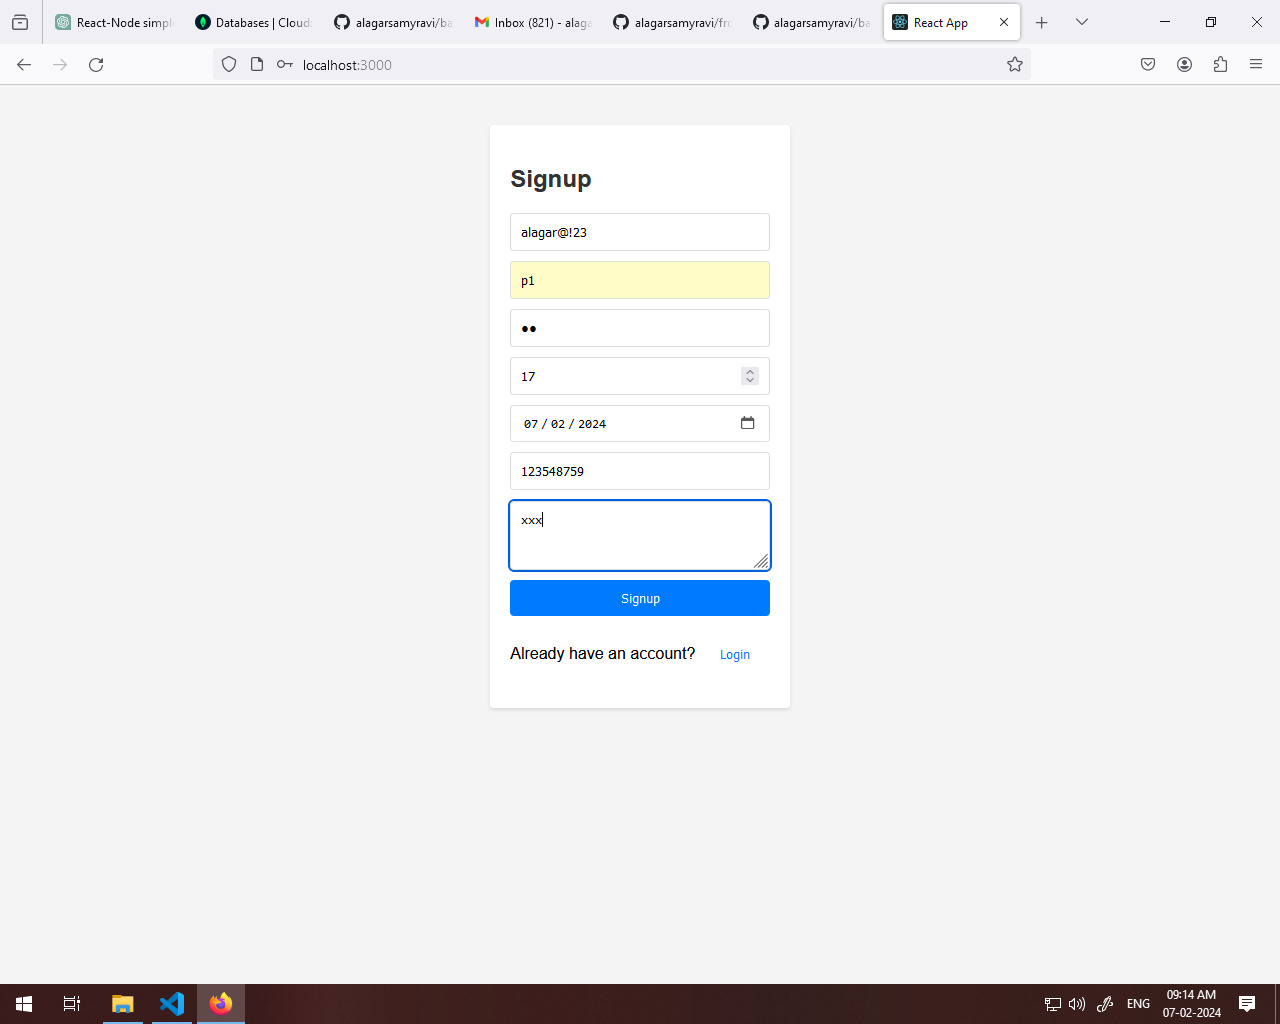 React-Node simple
Databases | Cloud:
alagarsamyravi/ba
Inbox (821) - alaga
alagarsamyravi/fro
alagarsamyravi/ba
React App
localhost:3000
Signup
alagar@!23
p1
17
07 / 02 / 2024
123548759
xxx
Signup
Already have an account? Login
ENG
09:14 AM
07-02-2024